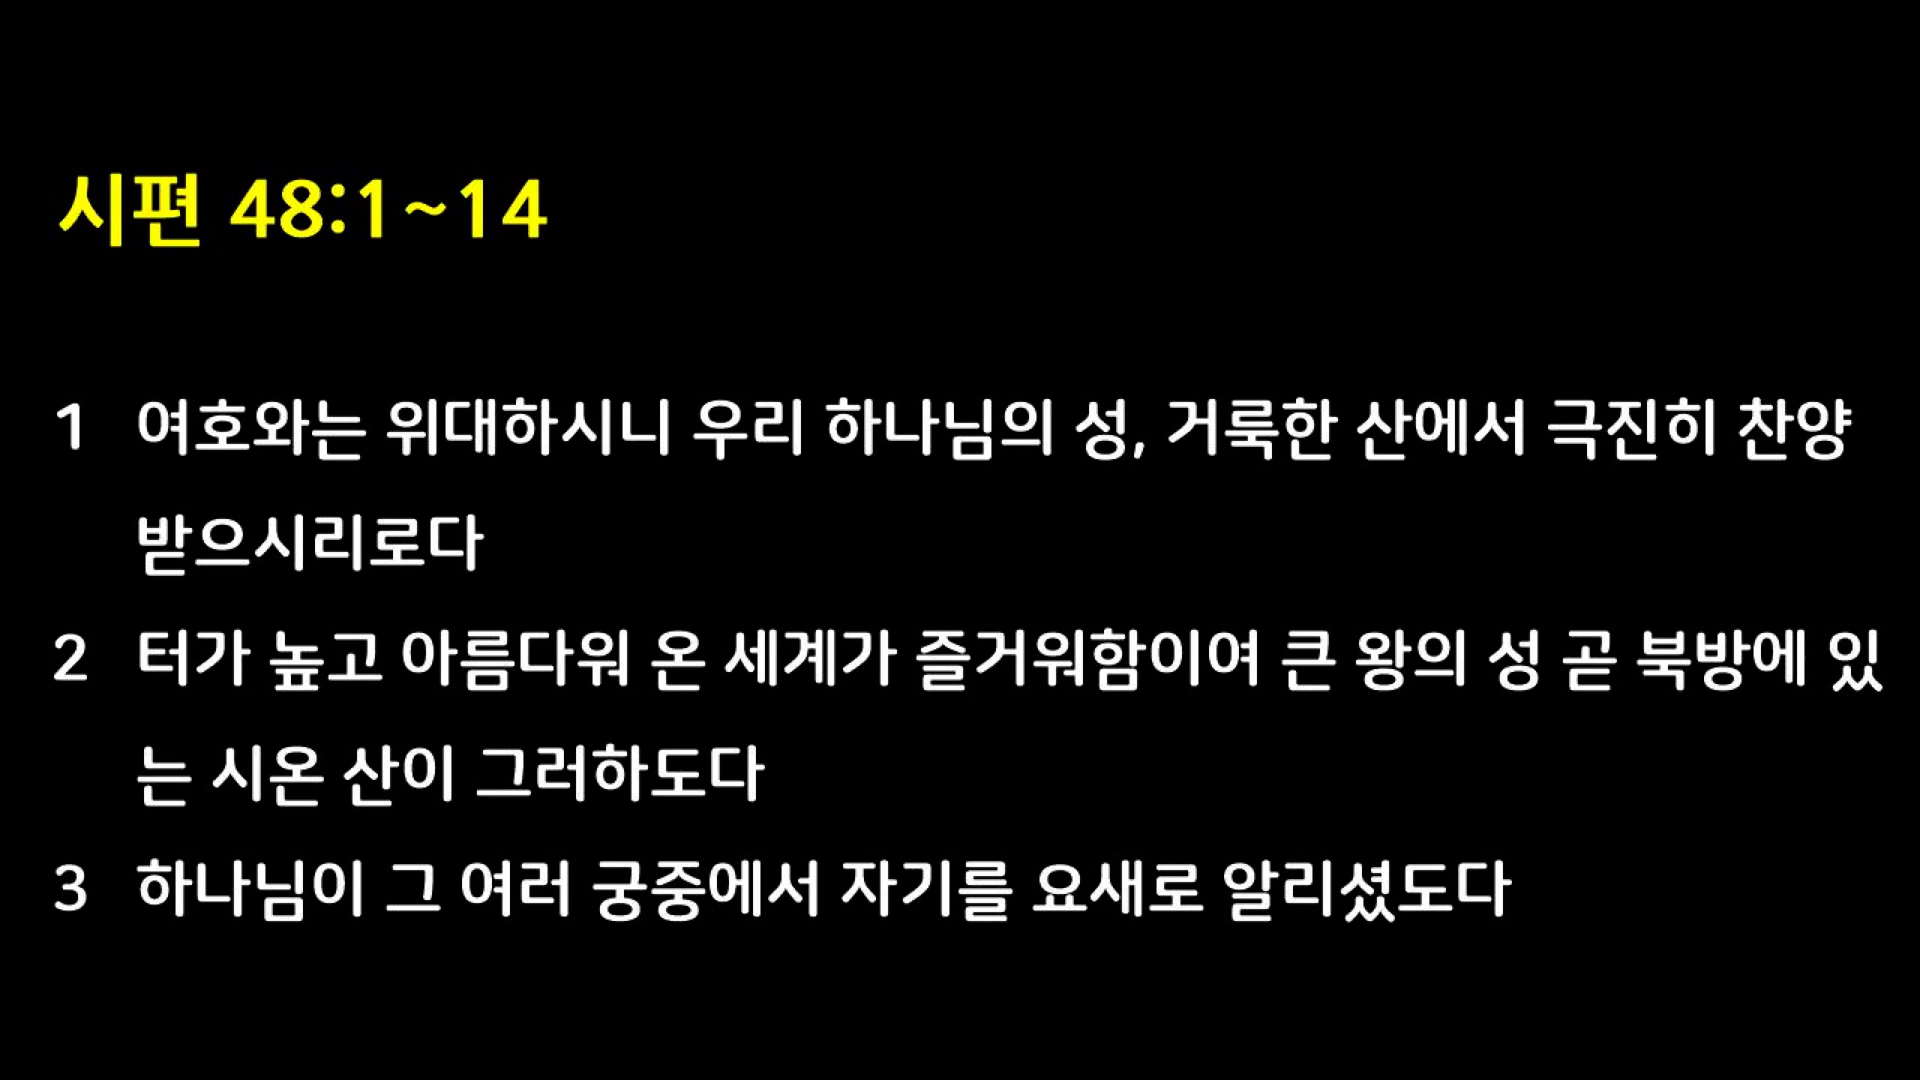 시편 48:1~14
1 여호와는 위대하시니 우리 하나님의 성, 거룩한 산에서 극진히 찬양
받으시리로다
2 터가 높고 아름다워 온 세계가 즐거워함이여 큰 왕의 성 곧 북방에 있
는 시온 산이 그러하도다
3 하나님이 그 여러 궁중에서 자기를 요새로 알리셨도다